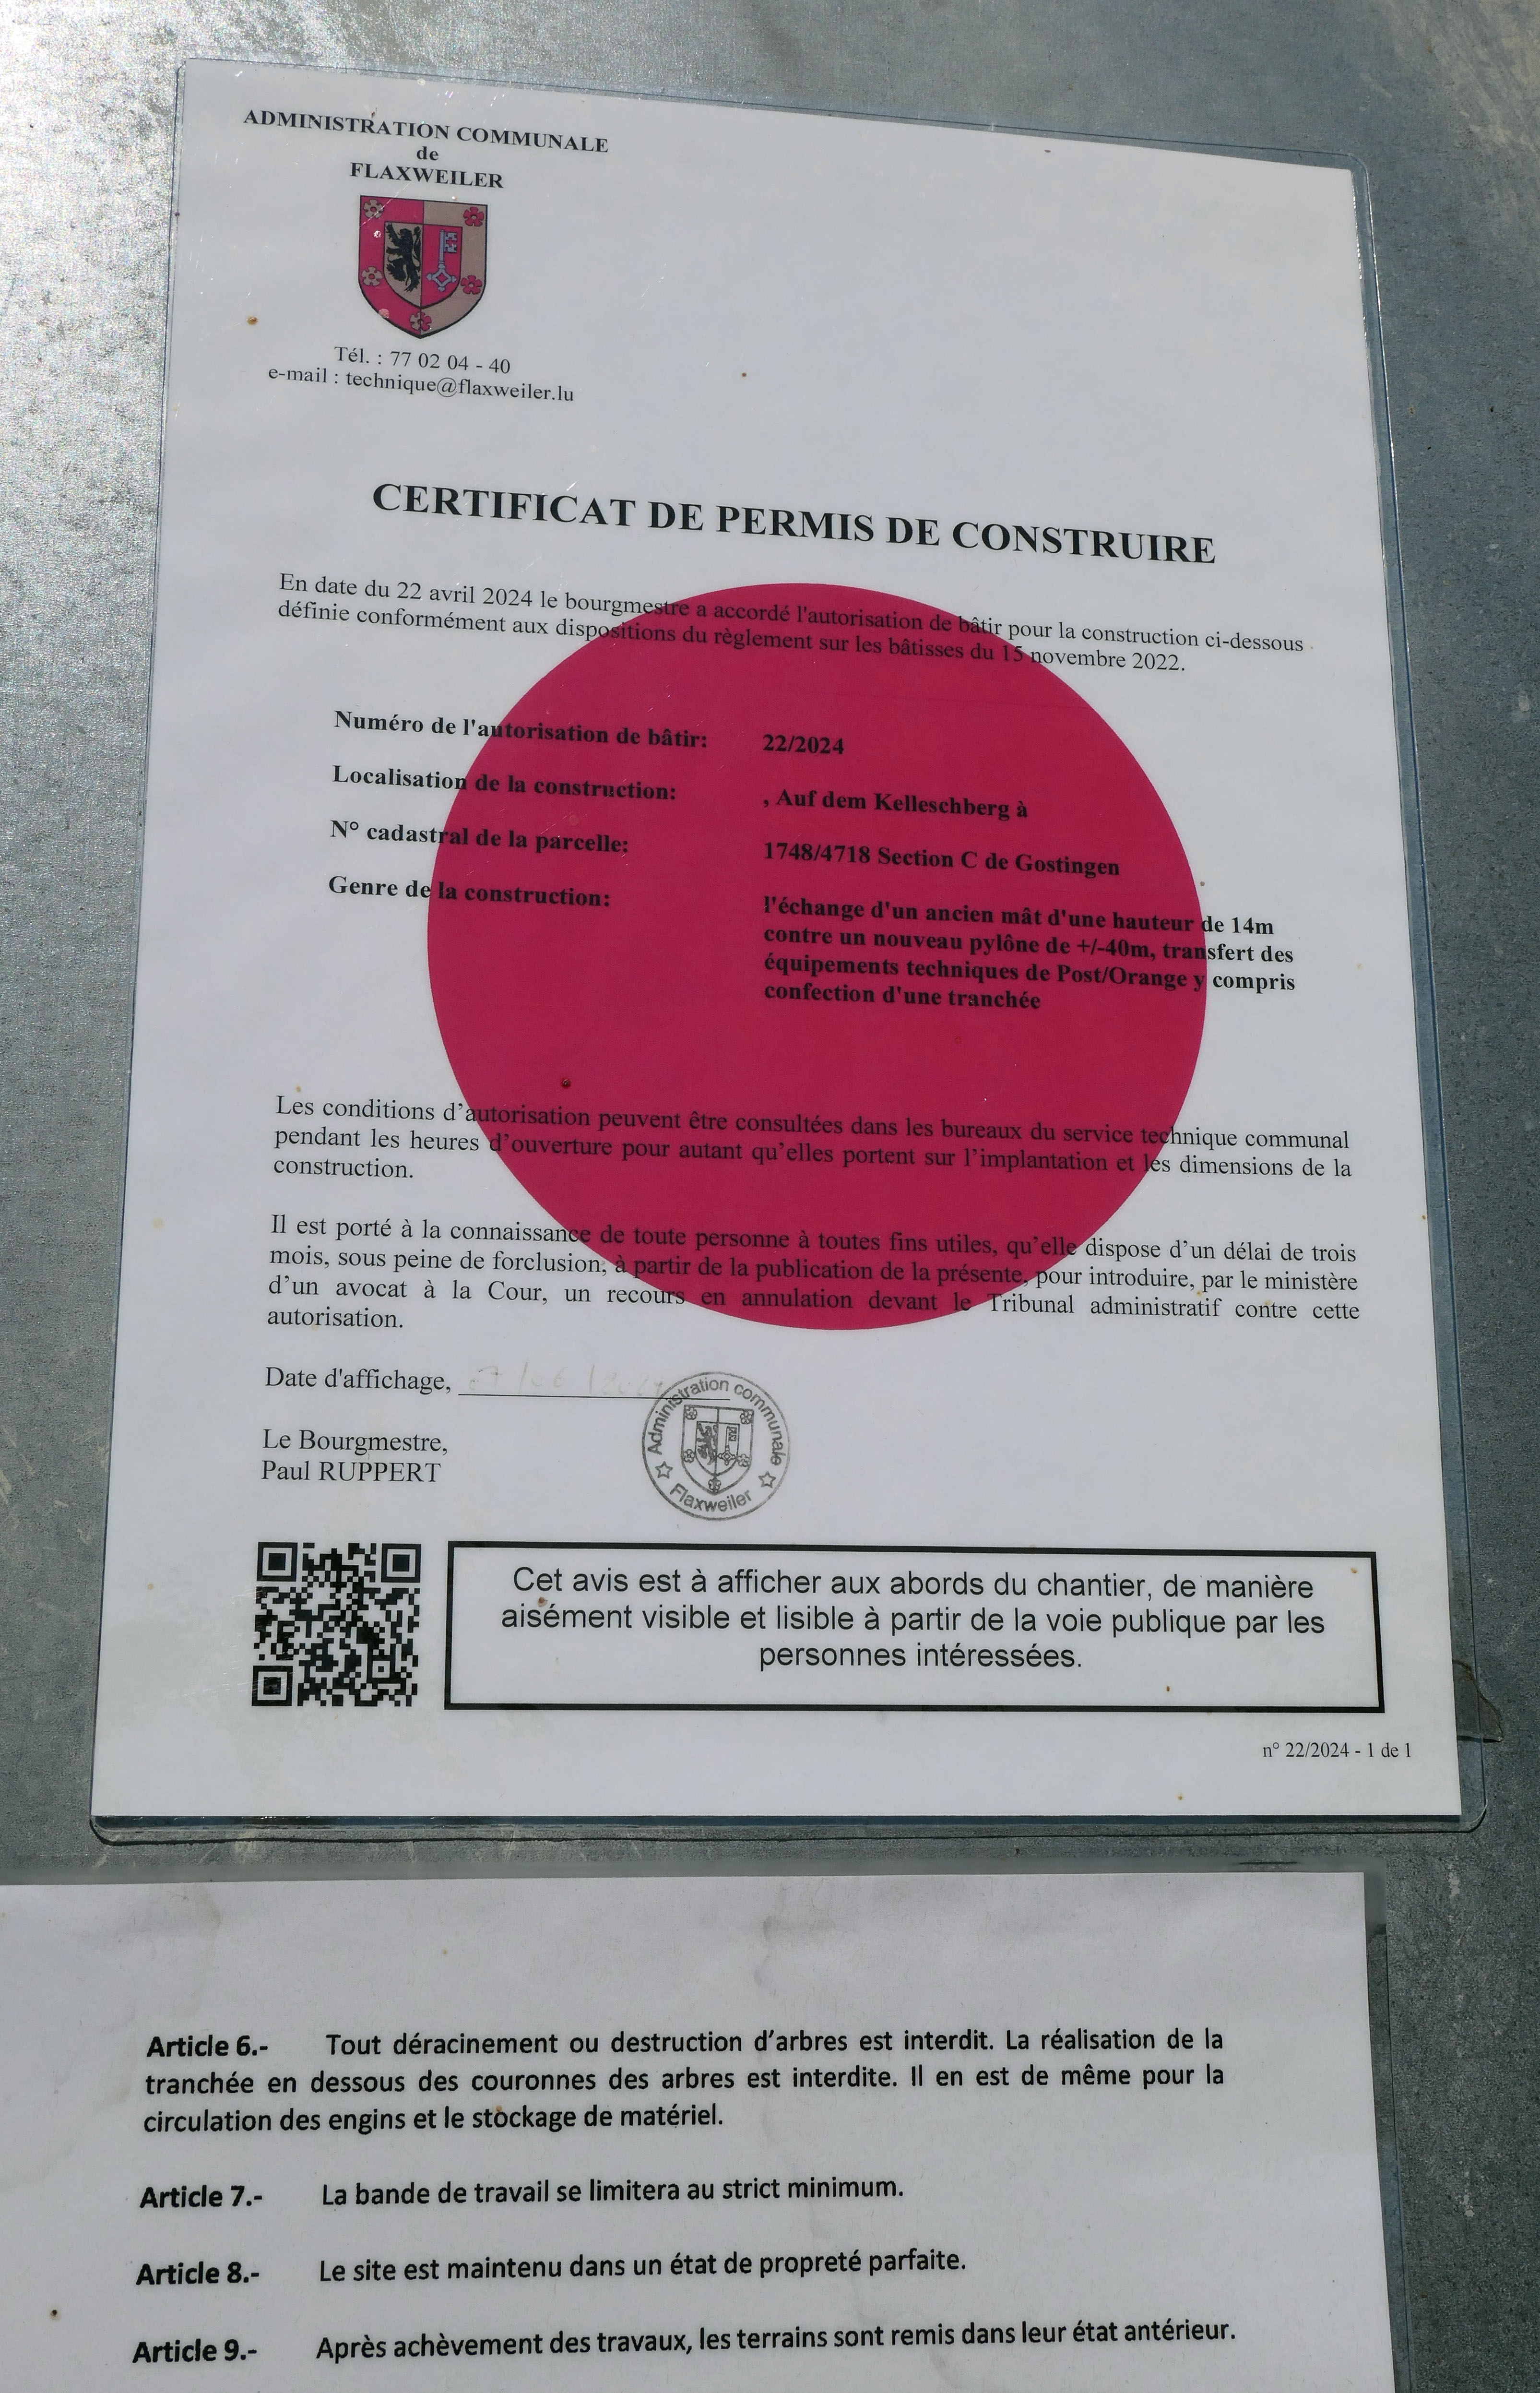 ADMINISTRATION COMMUNALE
de
FLAXWEILER
Tél. : 77 02 04 - 40
e-mail : technique@flaxweiler.lu
CERTIFICAT DE PERMIS DE CONSTRUIRE
En date du 22 avril 2024 le bourgmestre a accordé l'autorisation de bâtir pour la construction ci-dessous
définie conformément aux dispositions du règlement sur les bâtisses du 15 novembre 2022.
Numéro de l'autorisation de bâtir: 22/2024
Localisation de la construction: , Auf dem Kelleschberg à
N° cadastral de la parcelle: 1748/4718 Section C de Gostingen
Genre de la construction: l'échange d'un ancien mât d'une hauteur de 14m
contre un nouveau pylône de +/-40m, transfert des
équipements techniques de Post/Orange y compris
confection d'une tranchée
Les conditions d'autorisation peuvent être consultées dans les bureaux du service technique communal
pendant les heures d'ouverture pour autant qu'elles portent sur l'implantation et les dimensions de la
construction.
Il est porté à la connaissance de toute personne à toutes fins utiles, qu'elle dispose d'un délai de trois
mois, sous peine de forclusion, à partir de la publication de la présente, pour introduire, par le ministère
d'un avocat à la Cour, un recours en annulation devant le Tribunal administratif contre cette
autorisation.
Date d'affichage,
Administration communale
Flaxweiler
Le Bourgmestre,
Paul RUPPERT
Cet avis est à afficher aux abords du chantier, de manière
aisément visible et lisible à partir de la voie publique par les
personnes intéressées.
n° 22/2024 - 1 de 1
Article 6.- Tout déracinement ou destruction d'arbres est interdit. La réalisation de la
tranchée en dessous des couronnes des arbres est interdite. Il en est de même pour la
circulation des engins et le stockage de matériel.
Article 7.- La bande de travail se limitera au strict minimum.
Article 8.- Le site est maintenu dans un état de propreté parfaite.
Article 9.- Après achèvement des travaux, les terrains sont remis dans leur état antérieur.